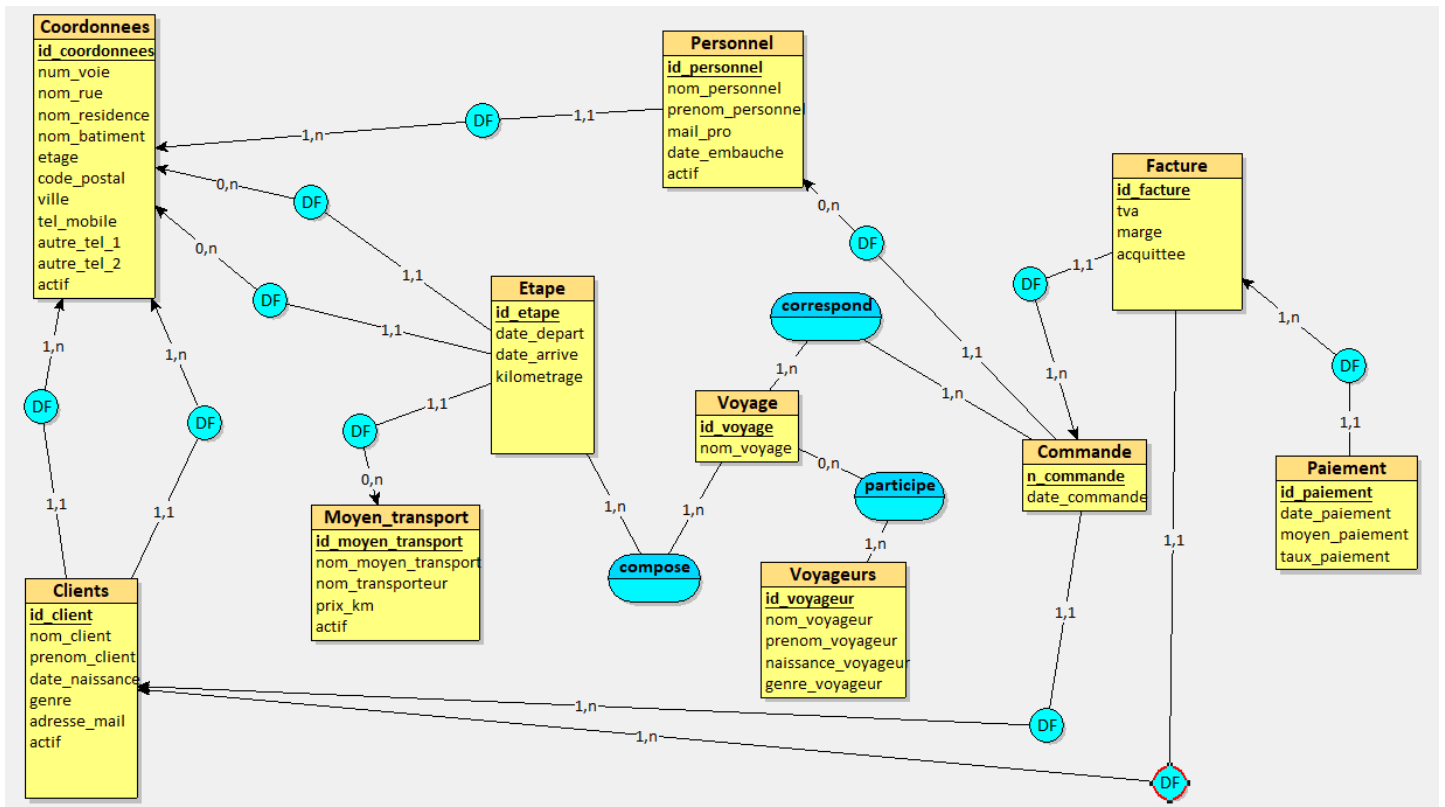 Coordonnees
id_coordonnees
num_voie
nom_rue
nom_residence
nom_batiment
etage
code_postal
ville
tel_mobile
autre_tel_1
autre_tel_2
actif
Personnel
id_personnel
nom_personnel
prenom_personnel
mail_pro
date_embauche
actif
1,n
DF
1,1
0,n
DF
1,1
0,n
DF
1,1
0,n
DF
1,1
Facture
id_facture
tva
marge
acquittee
1,1
DF
1,n
1,n
DF
1,1
Etape
id_etape
date_depart
date_arrive
kilometrage
1,1
DF
0,n
correspond
1,n
1,n
Voyage
id_voyage
nom_voyage
0,n
participe
1,n
1,n
1,n
compose
Commande
n_commande
date_commande
Paiement
id_paiement
date_paiement
moyen_paiement
taux_paiement
Moyen_transport
id_moyen_transport
nom_moyen_transport
nom_transporteur
prix_km
actif
Voyageurs
id_voyageur
nom_voyageur
prenom_voyageur
naissance_voyageur
genre_voyageur
1,n
DF
1,1
1,n
DF
1,1
Clients
id_client
nom_client
prenom_client
date_naissance
genre
adresse_mail
actif
1,1
1,n
DF
1,1
1,n
DF